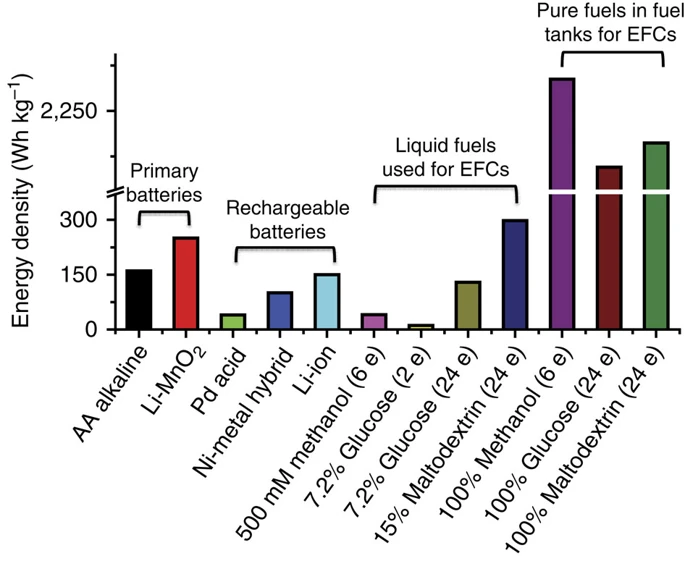 Pure fuels in fuel
tanks for EFCs
Energy density (Wh kg⁻¹)
2,250
300
150
0
Primary
batteries
Rechargeable
batteries
Liquid fuels
used for EFCs
AA alkaline
Li-MnO₂
Pd acid
Ni-metal hybrid
Li-ion
500 mM methanol (6 e)
7.2% Glucose (2 e)
7.2% Glucose (24 e)
15% Maltodextrin (24 e)
100% Methanol (6 e)
100% Glucose (24 e)
100% Maltodextrin (24 e)